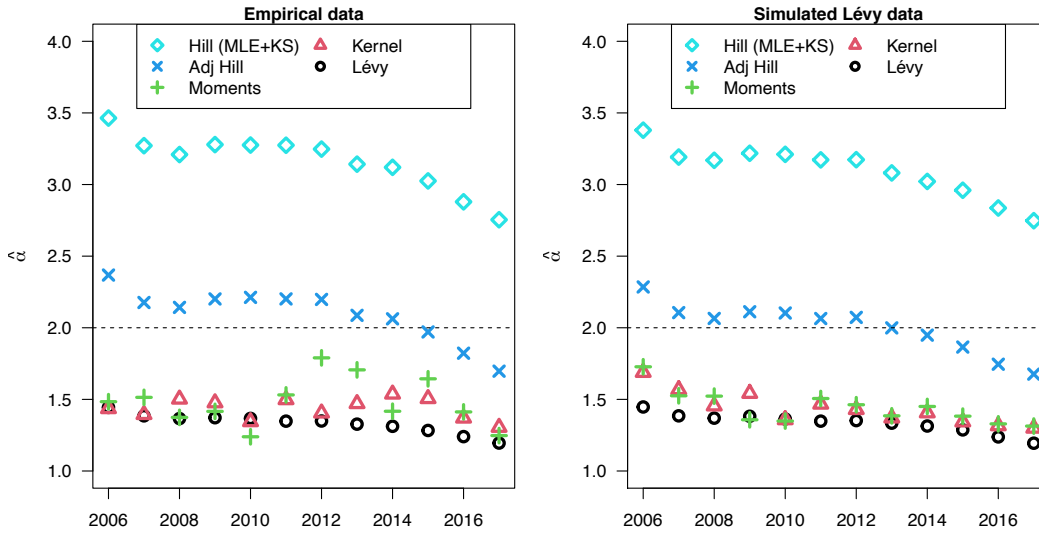 Empirical data
Hill (MLE+KS)
Adj Hill
Moments
Kernel
Lévy
4.0
3.5
3.0
2.5
2.0
1.5
1.0
α̂
2006 2008 2010 2012 2014 2016
Simulated Lévy data
Hill (MLE+KS)
Adj Hill
Moments
Kernel
Lévy
4.0
3.5
3.0
2.5
2.0
1.5
1.0
α̂
2006 2008 2010 2012 2014 2016